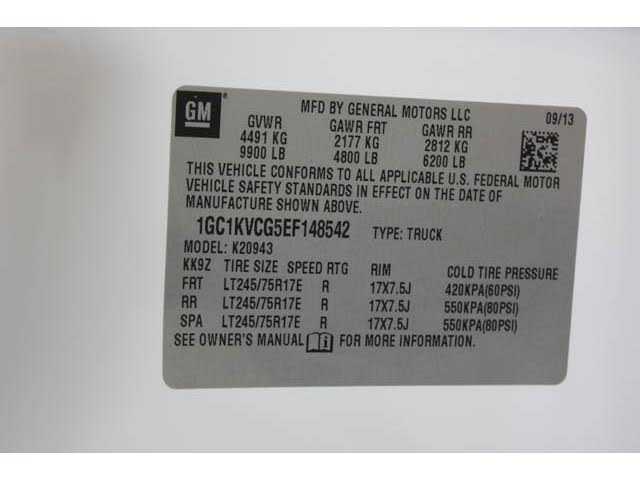 GM ®
MFD BY GENERAL MOTORS LLC 09/13
GVWR GAWR FRT GAWR RR
4491 KG 2177 KG 2812 KG
9900 LB 4800 LB 6200 LB
THIS VEHICLE CONFORMS TO ALL APPLICABLE U.S. FEDERAL MOTOR
VEHICLE SAFETY STANDARDS IN EFFECT ON THE DATE OF
MANUFACTURE SHOWN ABOVE.
1GC1KVCG5EF148542 TYPE: TRUCK
MODEL: K20943
KK9Z TIRE SIZE SPEED RTG RIM COLD TIRE PRESSURE
FRT LT245/75R17E R 17X7.5J 420KPA(60PSI)
RR LT245/75R17E R 17X7.5J 550KPA(80PSI)
SPA LT245/75R17E R 17X7.5J 550KPA(80PSI)
SEE OWNER'S MANUAL FOR MORE INFORMATION.